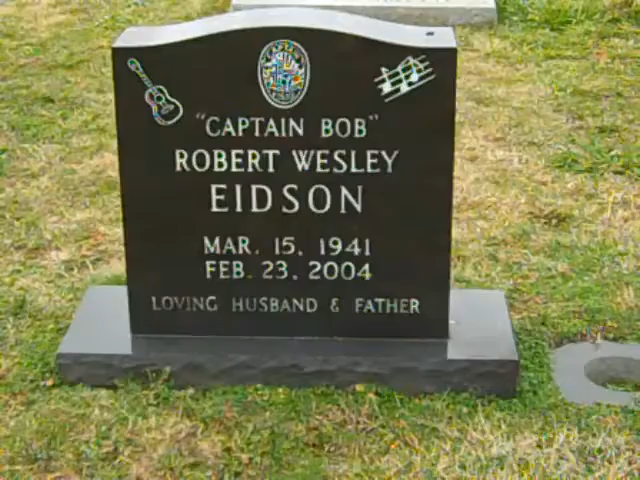 "CAPTAIN BOB"
ROBERT WESLEY
EIDSON
MAR. 15, 1941
FEB. 23, 2004
LOVING HUSBAND & FATHER